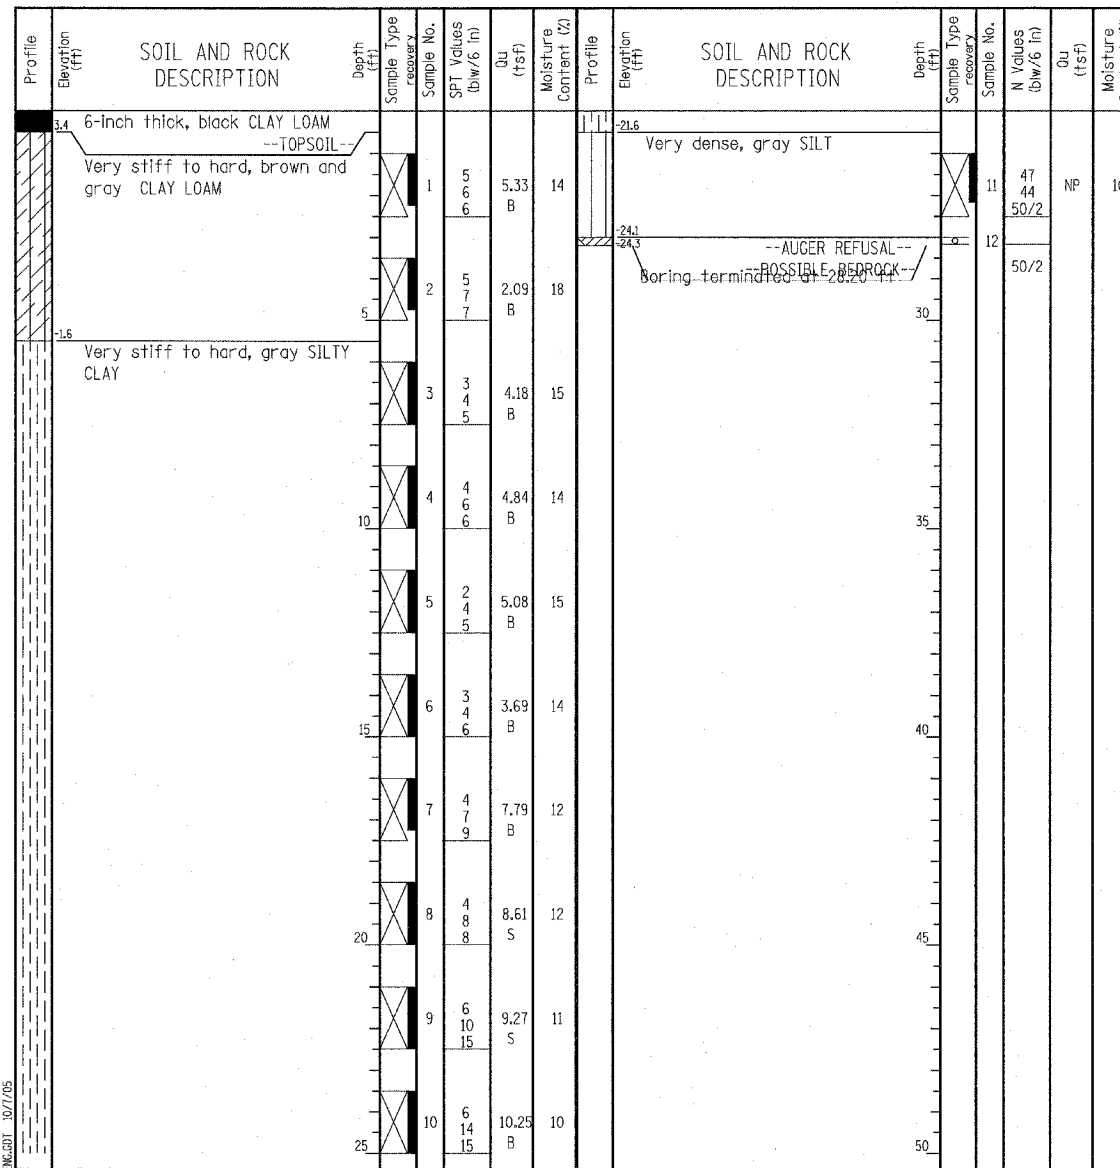 Profile
Elevation (ft)
SOIL AND ROCK DESCRIPTION
Depth (ft)
Sample Type recovery
Sample No.
SPT Values (blw/6 in)
Qu (tsf)
Moisture Content (%)
Profile
Elevation (ft)
SOIL AND ROCK DESCRIPTION
Depth (ft)
Sample Type recovery
Sample No.
N Values (blw/6 in)
Qu (tsf)
Moisture
3.4 6-inch thick, black CLAY LOAM
--TOPSOIL--
Very stiff to hard, brown and
gray CLAY LOAM
1 5 6 6 5.33 B 14
2 5 7 7 2.09 B 18
5
-1.6
Very stiff to hard, gray SILTY
CLAY
3 3 4 5 4.18 B 15
4 4 6 6 4.84 B 14
10
5 2 4 5 5.08 B 15
6 3 4 6 3.69 B 14
15
7 4 7 9 7.79 B 12
8 4 8 8 8.61 S 12
20
9 6 10 15 9.27 S 11
10 6 14 15 10.25 B 10
25
-21.6
Very dense, gray SILT
11 47 44 50/2 NP
-24.1
-24.3
--AUGER REFUSAL--
--POSSIBLE BEDROCK--
Boring terminated at 28.20 ft
12 50/2
30
35
40
45
50
ENG.GDT 10/7/05